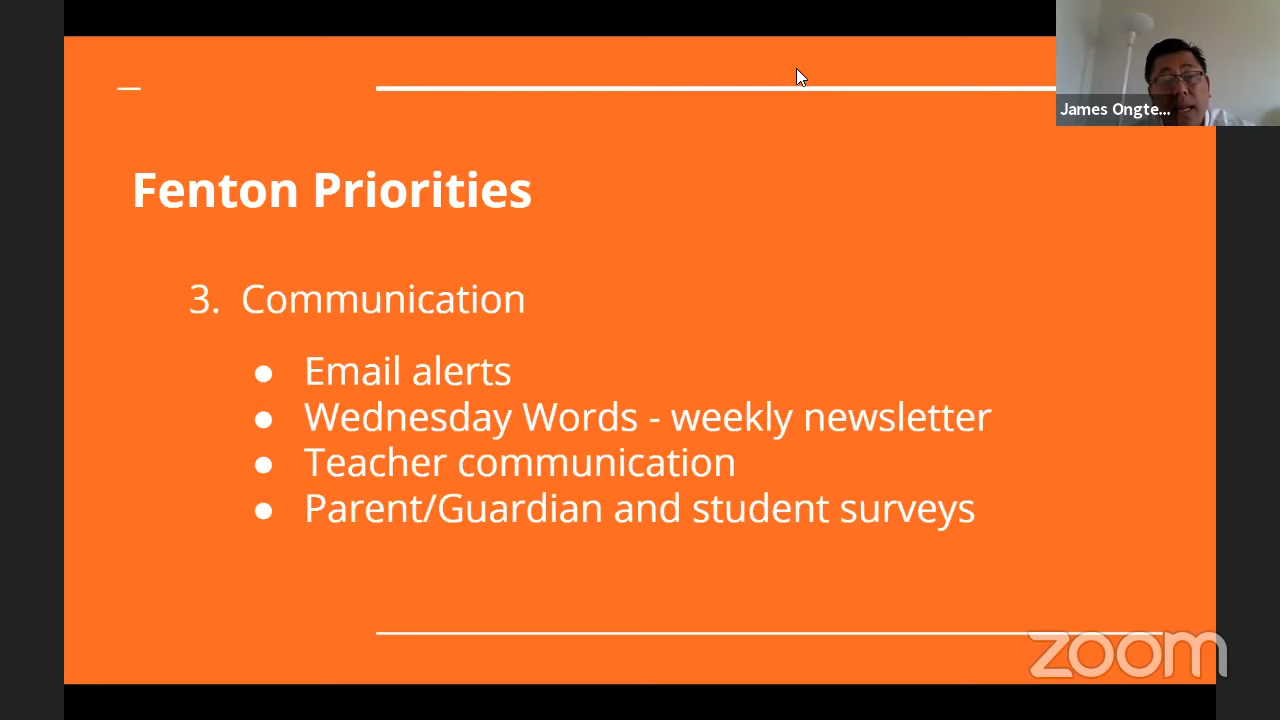 James Ongte...
Fenton Priorities
3. Communication
● Email alerts
● Wednesday Words - weekly newsletter
● Teacher communication
● Parent/Guardian and student surveys
zoom